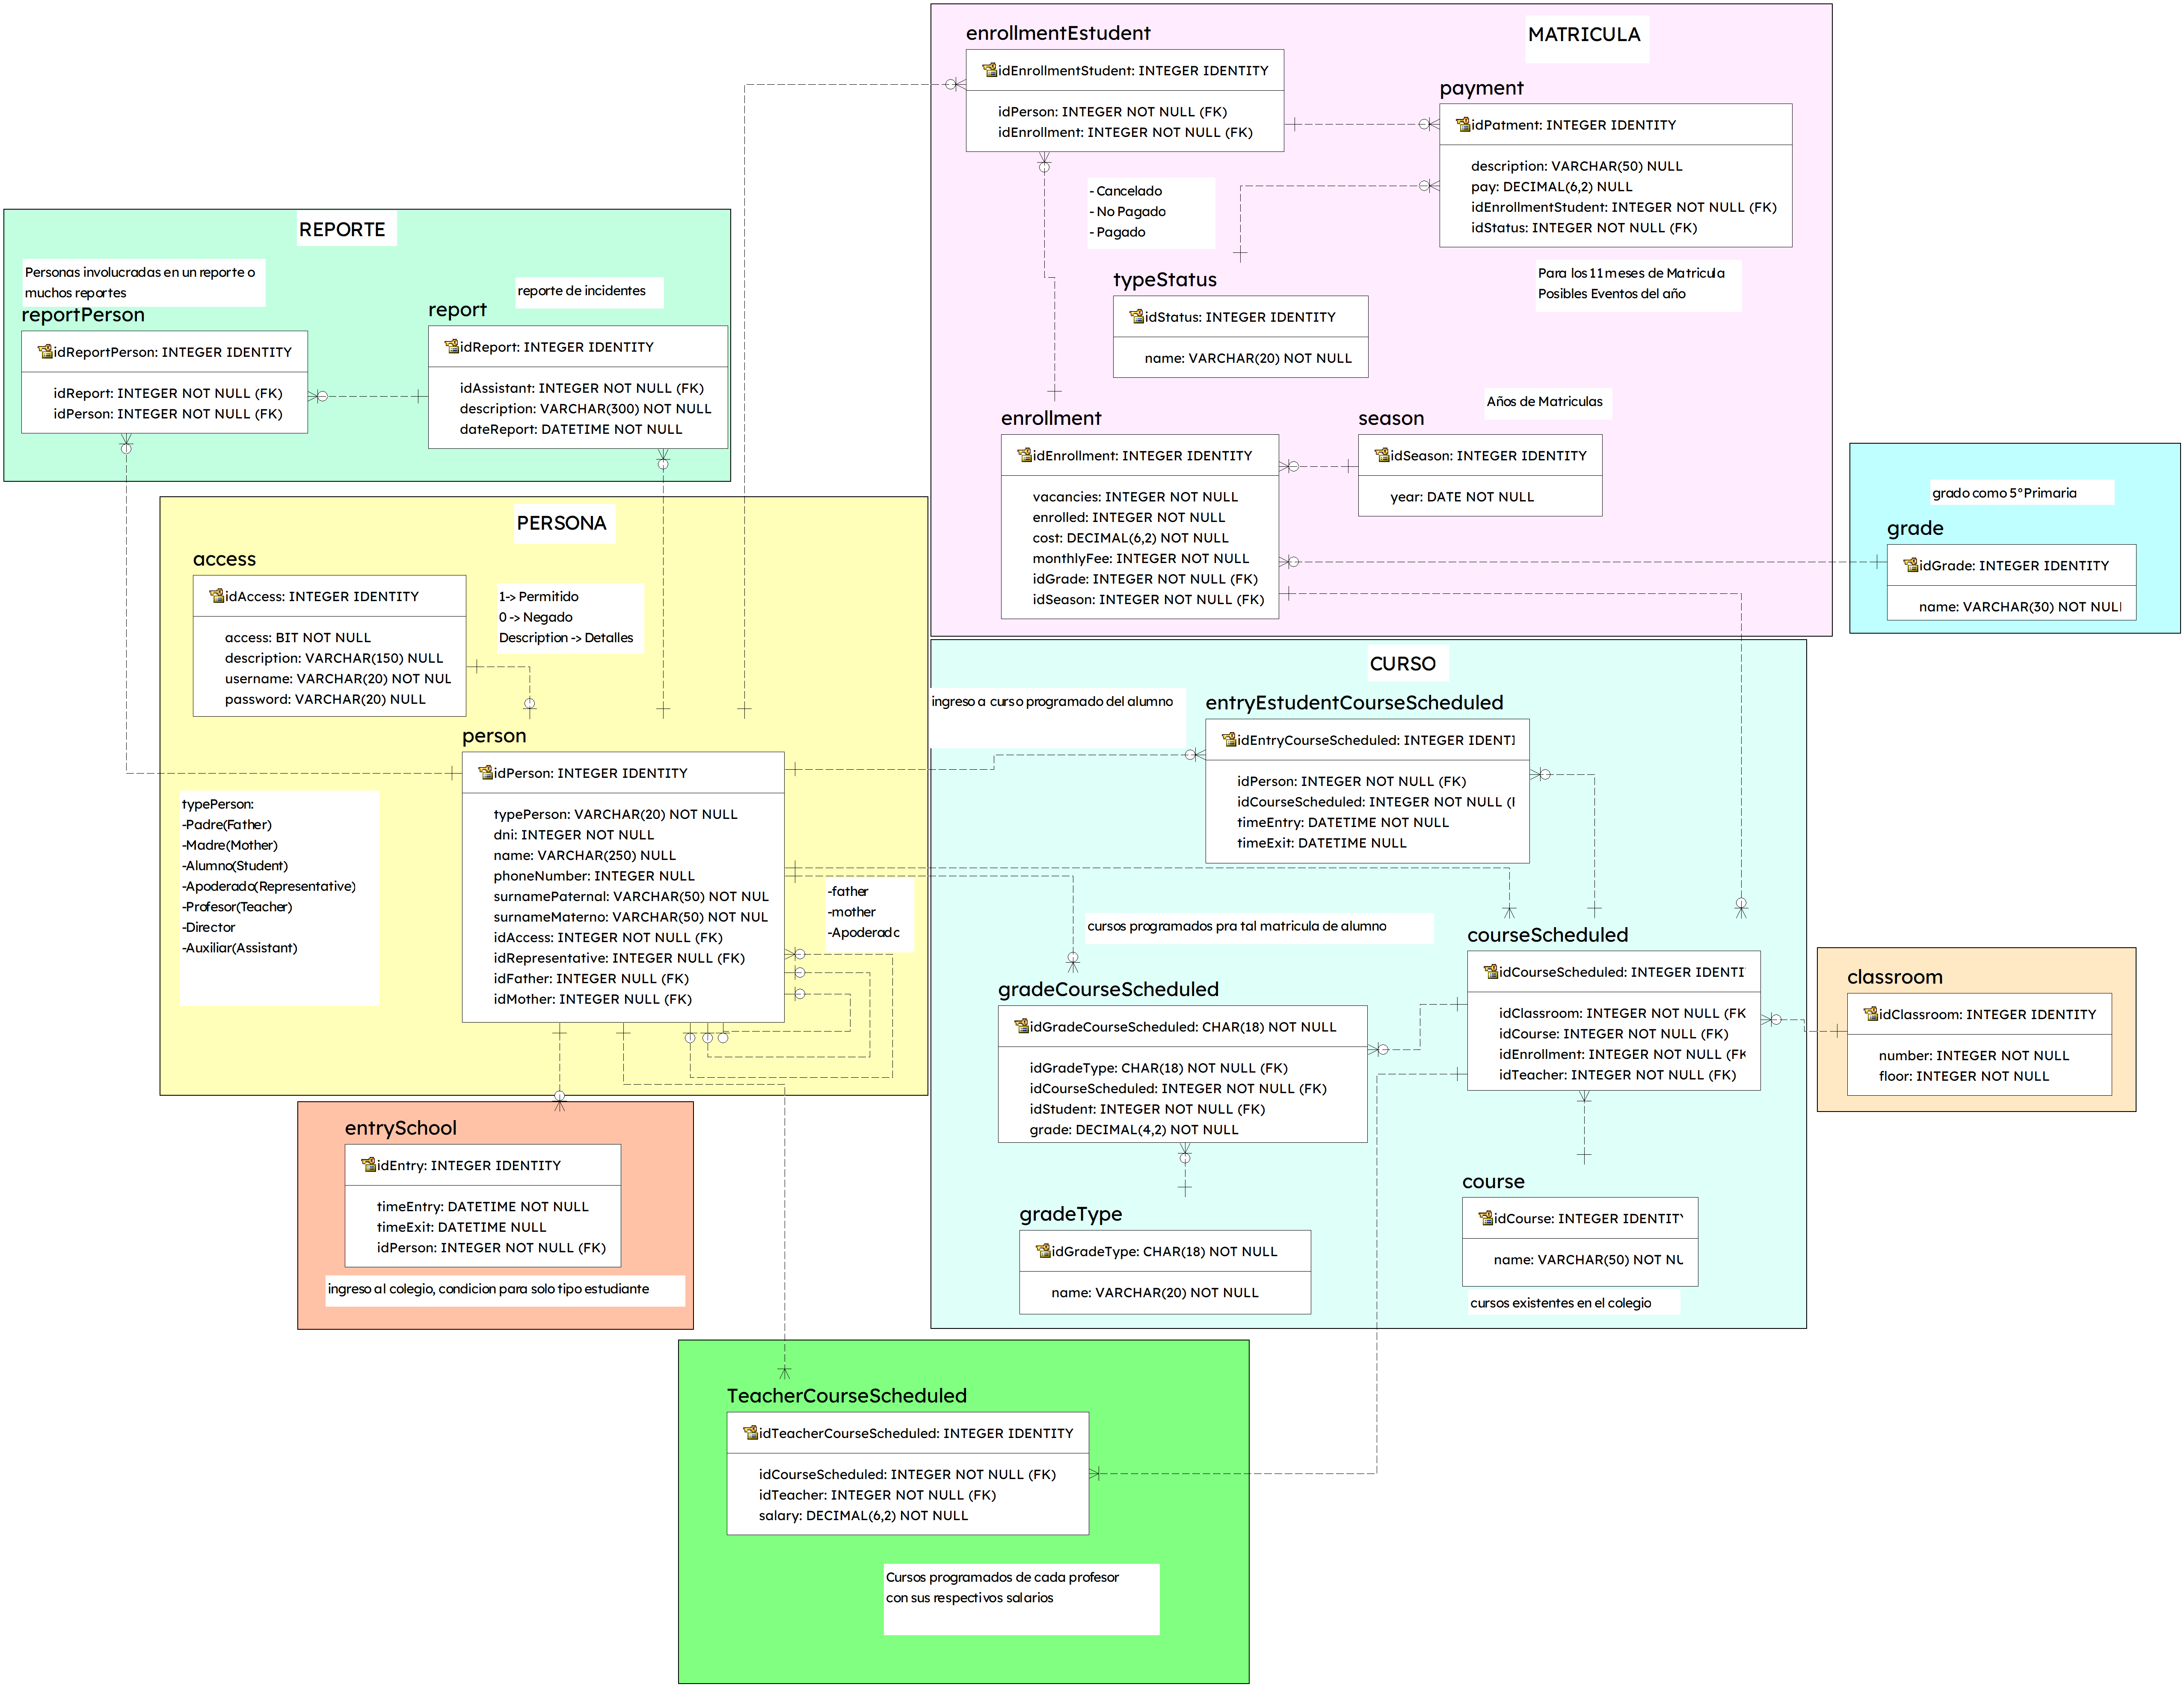 enrollmentEstudent
MATRICULA
idEnrollmentStudent: INTEGER IDENTITY
idPerson: INTEGER NOT NULL (FK)
idEnrollment: INTEGER NOT NULL (FK)
payment
idPatment: INTEGER IDENTITY
description: VARCHAR(50) NULL
pay: DECIMAL(6,2) NULL
idEnrollmentStudent: INTEGER NOT NULL (FK)
idStatus: INTEGER NOT NULL (FK)
- Cancelado
- No Pagado
- Pagado
Para los 11 meses de Matricula
Posibles Eventos del año
typeStatus
idStatus: INTEGER IDENTITY
name: VARCHAR(20) NOT NULL
Años de Matriculas
enrollment
idEnrollment: INTEGER IDENTITY
vacancies: INTEGER NOT NULL
enrolled: INTEGER NOT NULL
cost: DECIMAL(6,2) NOT NULL
monthlyFee: INTEGER NOT NULL
idGrade: INTEGER NOT NULL (FK)
idSeason: INTEGER NOT NULL (FK)
season
idSeason: INTEGER IDENTITY
year: DATE NOT NULL
REPORTE
Personas involucradas en un reporte o
muchos reportes
reportPerson
idReportPerson: INTEGER IDENTITY
idReport: INTEGER NOT NULL (FK)
idPerson: INTEGER NOT NULL (FK)
reporte de incidentes
report
idReport: INTEGER IDENTITY
idAssistant: INTEGER NOT NULL (FK)
description: VARCHAR(300) NOT NULL
dateReport: DATETIME NOT NULL
grado como 5° Primaria
grade
idGrade: INTEGER IDENTITY
name: VARCHAR(30) NOT NULL
PERSONA
access
idAccess: INTEGER IDENTITY
access: BIT NOT NULL
description: VARCHAR(150) NULL
username: VARCHAR(20) NOT NUL
password: VARCHAR(20) NULL
1-> Permitido
0 -> Negado
Description -> Detalles
person
idPerson: INTEGER IDENTITY
typePerson: VARCHAR(20) NOT NULL
dni: INTEGER NOT NULL
name: VARCHAR(250) NULL
phoneNumber: INTEGER NULL
surnamePaternal: VARCHAR(50) NOT NUL
surnameMaterno: VARCHAR(50) NOT NUL
idAccess: INTEGER NOT NULL (FK)
idRepresentative: INTEGER NULL (FK)
idFather: INTEGER NULL (FK)
idMother: INTEGER NULL (FK)
typePerson:
-Padre(Father)
-Madre(Mother)
-Alumno(Student)
-Apoderado(Representative)
-Profesor(Teacher)
-Director
-Auxiliar(Assistant)
-father
-mother
-Apoderado
CURSO
ingreso a curso programado del alumno
entryEstudentCourseScheduled
idEntryCourseScheduled: INTEGER IDENTI
idPerson: INTEGER NOT NULL (FK)
idCourseScheduled: INTEGER NOT NULL (F
timeEntry: DATETIME NOT NULL
timeExit: DATETIME NULL
cursos programados pra tal matricula de alumno
courseScheduled
idCourseScheduled: INTEGER IDENTI
idClassroom: INTEGER NOT NULL (FK
idCourse: INTEGER NOT NULL (FK)
idEnrollment: INTEGER NOT NULL (FK
idTeacher: INTEGER NOT NULL (FK)
gradeCourseScheduled
idGradeCourseScheduled: CHAR(18) NOT NULL
idGradeType: CHAR(18) NOT NULL (FK)
idCourseScheduled: INTEGER NOT NULL (FK)
idStudent: INTEGER NOT NULL (FK)
grade: DECIMAL(4,2) NOT NULL
classroom
idClassroom: INTEGER IDENTITY
number: INTEGER NOT NULL
floor: INTEGER NOT NULL
gradeType
idGradeType: CHAR(18) NOT NULL
name: VARCHAR(20) NOT NULL
course
idCourse: INTEGER IDENTITY
name: VARCHAR(50) NOT NU
cursos existentes en el colegio
entrySchool
idEntry: INTEGER IDENTITY
timeEntry: DATETIME NOT NULL
timeExit: DATETIME NULL
idPerson: INTEGER NOT NULL (FK)
ingreso al colegio, condicion para solo tipo estudiante
TeacherCourseScheduled
idTeacherCourseScheduled: INTEGER IDENTITY
idCourseScheduled: INTEGER NOT NULL (FK)
idTeacher: INTEGER NOT NULL (FK)
salary: DECIMAL(6,2) NOT NULL
Cursos programados de cada profesor
con sus respectivos salarios